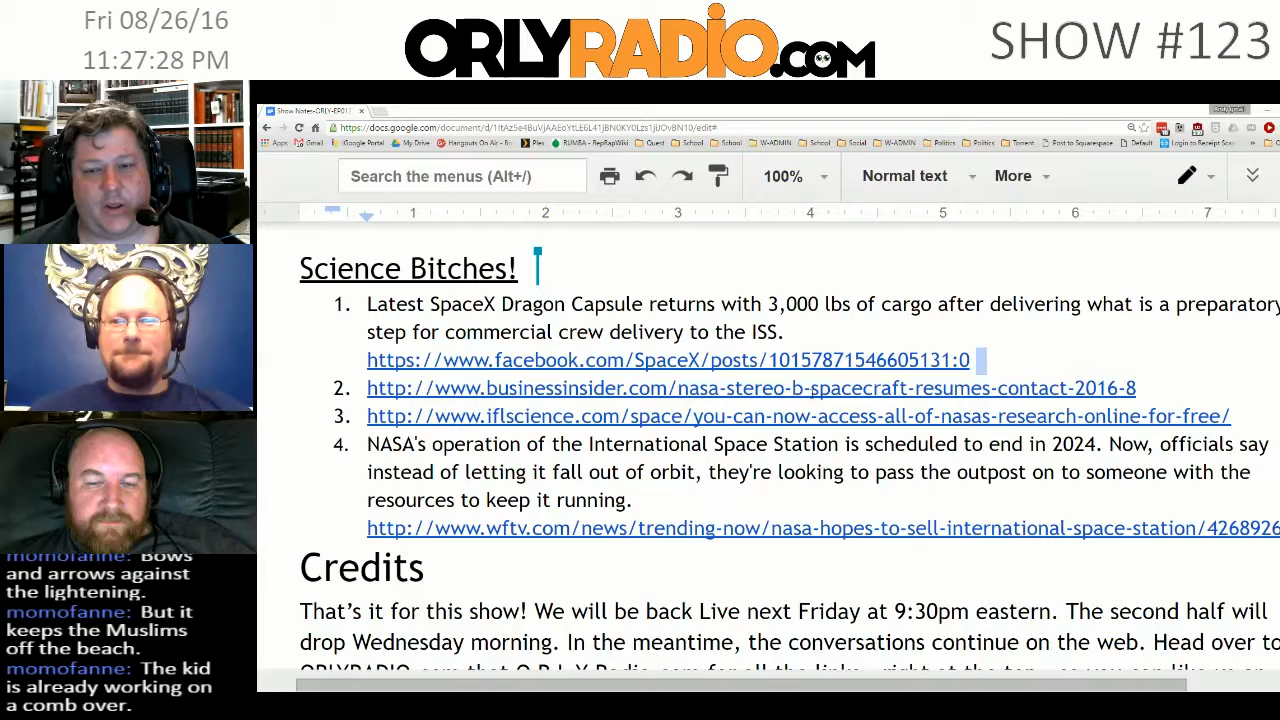 Fri 08/26/16
11:27:28 PM
ORLYRADiO.com
SHOW #123
Search the menus (Alt+/)
100%
Normal text
More
1 2 3 4 5 6 7
Science Bitches!
1. Latest SpaceX Dragon Capsule returns with 3,000 lbs of cargo after delivering what is a preparatory
step for commercial crew delivery to the ISS.
https://www.facebook.com/SpaceX/posts/10157871546605131:0
2. http://www.businessinsider.com/nasa-stereo-b-spacecraft-resumes-contact-2016-8
3. http://www.iflscience.com/space/you-can-now-access-all-of-nasas-research-online-for-free/
4. NASA's operation of the International Space Station is scheduled to end in 2024. Now, officials say
instead of letting it fall out of orbit, they're looking to pass the outpost on to someone with the
resources to keep it running.
http://www.wftv.com/news/trending-now/nasa-hopes-to-sell-international-space-station/4268926
Credits
That's it for this show! We will be back Live next Friday at 9:30pm eastern. The second half will
drop Wednesday morning. In the meantime, the conversations continue on the web. Head over to
momofanne: Bows
and arrows against
the lightening.
momofanne: But it
keeps the Muslims
off the beach.
momofanne: The kid
is already working on
a comb over.